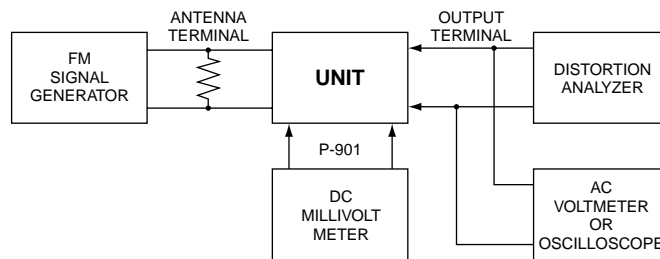 ANTENNA
TERMINAL
OUTPUT
TERMINAL
FM
SIGNAL
GENERATOR
UNIT
DISTORTION
ANALYZER
P-901
DC
MILLIVOLT
METER
AC
VOLTMETER
OR
OSCILLOSCOPE